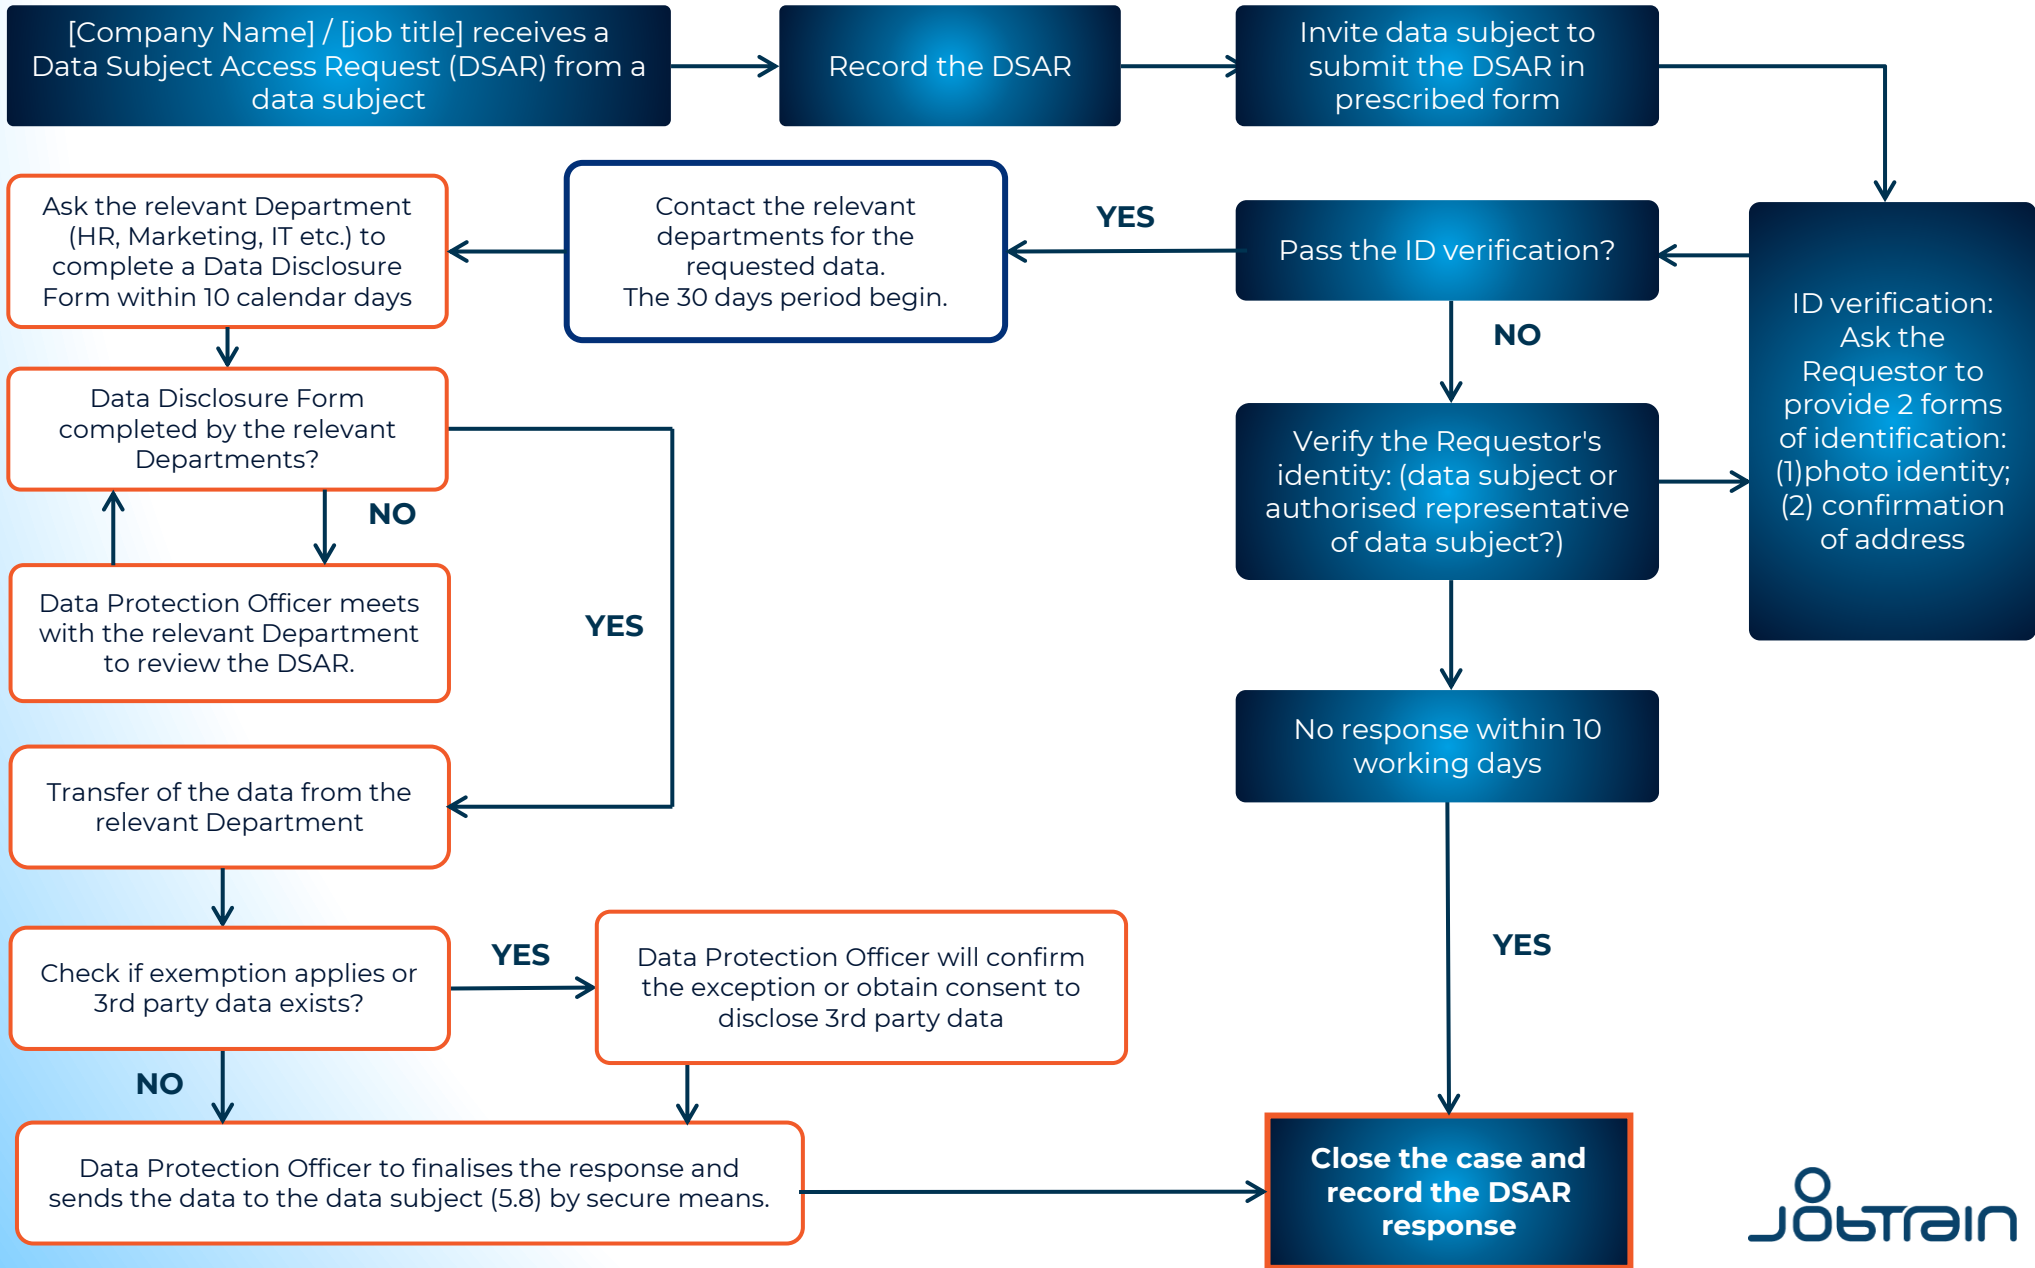 [Company Name] / [job title] receives a
Data Subject Access Request (DSAR) from a
data subject
Record the DSAR
Invite data subject to
submit the DSAR in
prescribed form
Ask the relevant Department
(HR, Marketing, IT etc.) to
complete a Data Disclosure
Form within 10 calendar days
Contact the relevant
departments for the
requested data.
The 30 days period begin.
YES
Pass the ID verification?
NO
ID verification:
Ask the
Requestor to
provide 2 forms
of identification:
(1)photo identity;
(2) confirmation
of address
Data Disclosure Form
completed by the relevant
Departments?
NO
YES
Verify the Requestor's
identity: (data subject or
authorised representative
of data subject?)
Data Protection Officer meets
with the relevant Department
to review the DSAR.
No response within 10
working days
Transfer of the data from the
relevant Department
Check if exemption applies or
3rd party data exists?
YES
Data Protection Officer will confirm
the exception or obtain consent to
disclose 3rd party data
YES
NO
Data Protection Officer to finalises the response and
sends the data to the data subject (5.8) by secure means.
Close the case and
record the DSAR
response
JObTrain